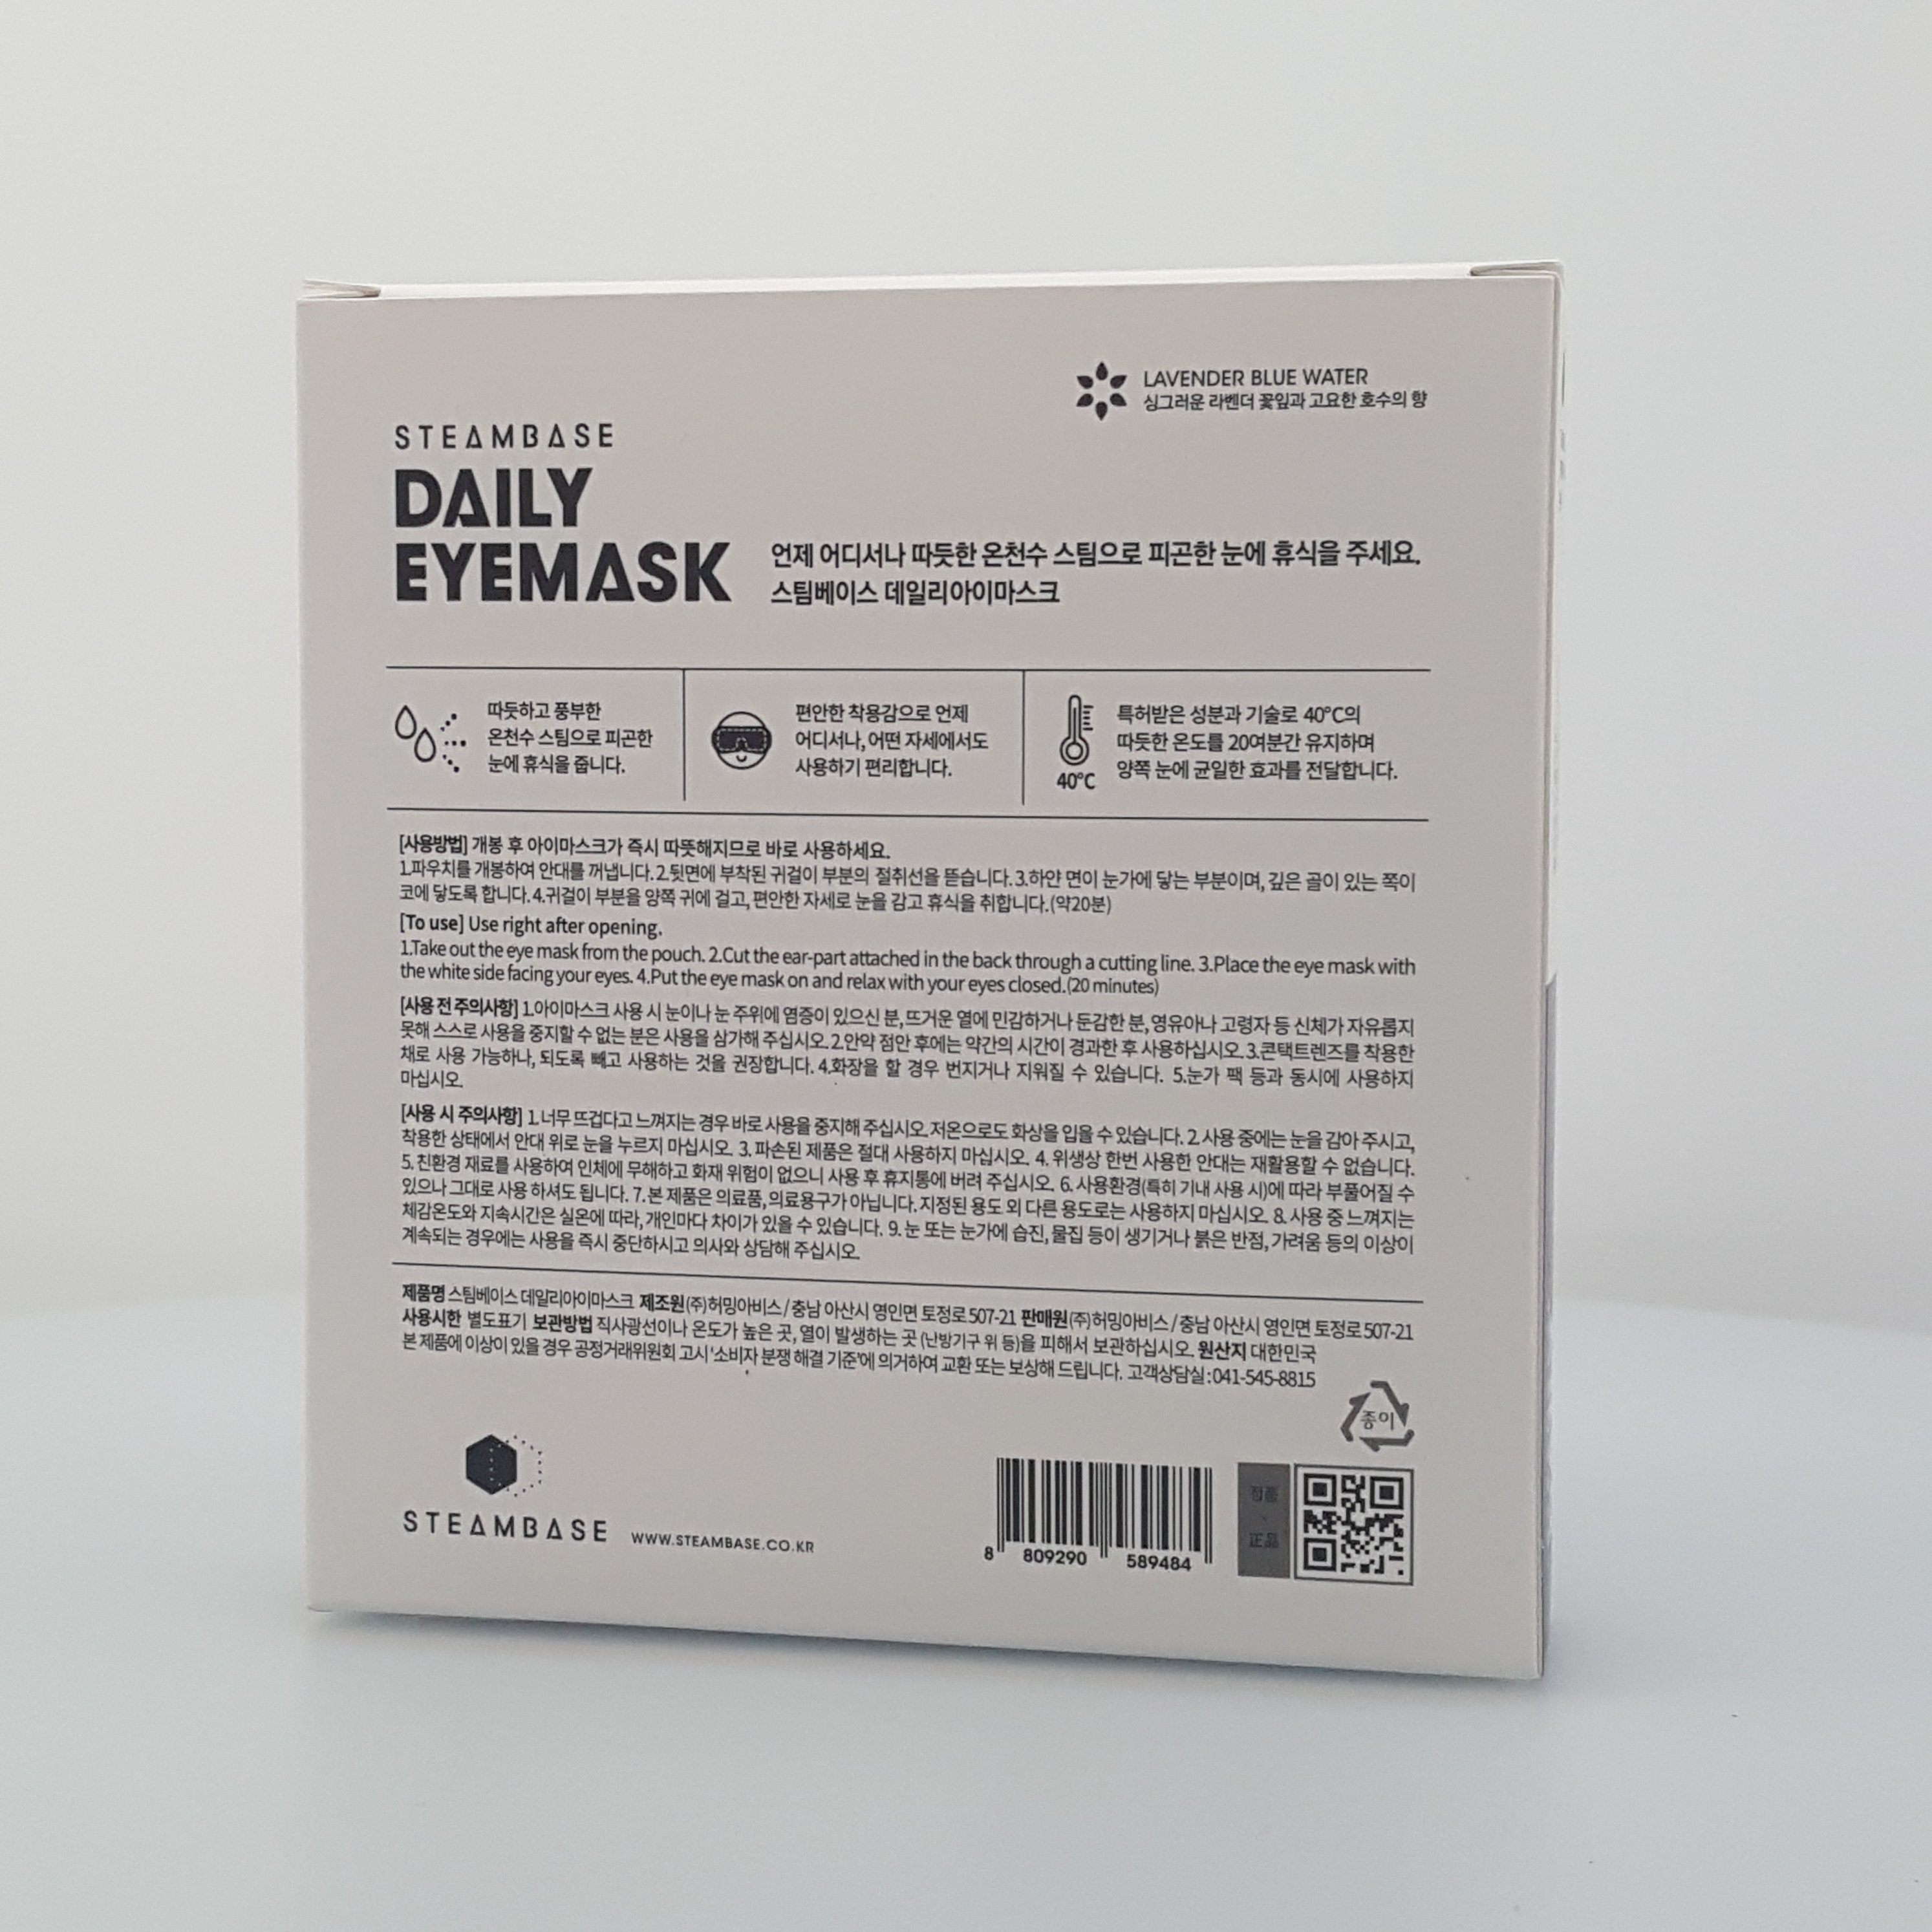 LAVENDER BLUE WATER
싱그러운 라벤더 꽃잎과 고요한 호수의 향
STEAMBASE
DAILY
EYEMASK
언제 어디서나 따듯한 온천수 스팀으로 피곤한 눈에 휴식을 주세요.
스팀베이스 데일리아이마스크
따듯하고 풍부한
온천수 스팀으로 피곤한
눈에 휴식을 줍니다.
편안한 착용감으로 언제
어디서나, 어떤 자세에서도
사용하기 편리합니다.
40°C
특허받은 성분과 기술로 40°C의
따듯한 온도를 20여분간 유지하며
양쪽 눈에 균일한 효과를 전달합니다.
[사용방법] 개봉 후 아이마스크가 즉시 따뜻해지므로 바로 사용하세요.
1.파우치를 개봉하여 안대를 꺼냅니다. 2.뒷면에 부착된 귀걸이 부분의 절취선을 뜯습니다. 3.하얀 면이 눈가에 닿는 부분이며, 깊은 골이 있는 쪽이
코에 닿도록 합니다. 4.귀걸이 부분을 양쪽 귀에 걸고, 편안한 자세로 눈을 감고 휴식을 취합니다.(약20분)
[To use] Use right after opening.
1.Take out the eye mask from the pouch. 2.Cut the ear-part attached in the back through a cutting line. 3.Place the eye mask with
the white side facing your eyes. 4.Put the eye mask on and relax with your eyes closed.(20 minutes)
[사용 전 주의사항] 1.아이마스크 사용 시 눈이나 눈 주위에 염증이 있으신 분, 뜨거운 열에 민감하거나 둔감한 분, 영유아나 고령자 등 신체가 자유롭지
못해 스스로 사용을 중지할 수 없는 분은 사용을 삼가해 주십시오. 2.안약 점안 후에는 약간의 시간이 경과한 후 사용하십시오. 3.콘택트렌즈를 착용한
채로 사용 가능하나, 되도록 빼고 사용하는 것을 권장합니다. 4.화장을 할 경우 번지거나 지워질 수 있습니다. 5.눈가 팩 등과 동시에 사용하지
마십시오.
[사용 시 주의사항] 1. 너무 뜨겁다고 느껴지는 경우 바로 사용을 중지해 주십시오. 저온으로도 화상을 입을 수 있습니다. 2. 사용 중에는 눈을 감아 주시고,
착용한 상태에서 안대 위로 눈을 누르지 마십시오. 3. 파손된 제품은 절대 사용하지 마십시오. 4. 위생상 한번 사용한 안대는 재활용할 수 없습니다.
5. 친환경 재료를 사용하여 인체에 무해하고 화재 위험이 없으니 사용 후 휴지통에 버려 주십시오. 6. 사용환경(특히 기내 사용 시)에 따라 부풀어질 수
있으나 그대로 사용 하셔도 됩니다. 7. 본 제품은 의료품, 의료용구가 아닙니다. 지정된 용도 외 다른 용도로는 사용하지 마십시오. 8. 사용 중 느껴지는
체감온도와 지속시간은 실온에 따라, 개인마다 차이가 있을 수 있습니다. 9. 눈 또는 눈가에 습진, 물집 등이 생기거나 붉은 반점, 가려움 등의 이상이
계속되는 경우에는 사용을 즉시 중단하시고 의사와 상담해 주십시오.
제품명 스팀베이스 데일리아이마스크 제조원 (주)허밍아비스 / 충남 아산시 영인면 토정로 507-21 판매원 (주)허밍아비스 / 충남 아산시 영인면 토정로 507-21
사용시한 별도표기 보관방법 직사광선이나 온도가 높은 곳, 열이 발생하는 곳 (난방기구 위 등)을 피해서 보관하십시오. 원산지 대한민국
본 제품에 이상이 있을 경우 공정거래위원회 고시 '소비자 분쟁 해결 기준'에 의거하여 교환 또는 보상해 드립니다. 고객상담실 : 041-545-8815
종이
STEAMBASE
WWW.STEAMBASE.CO.KR
8 809290 589484
정품
正品